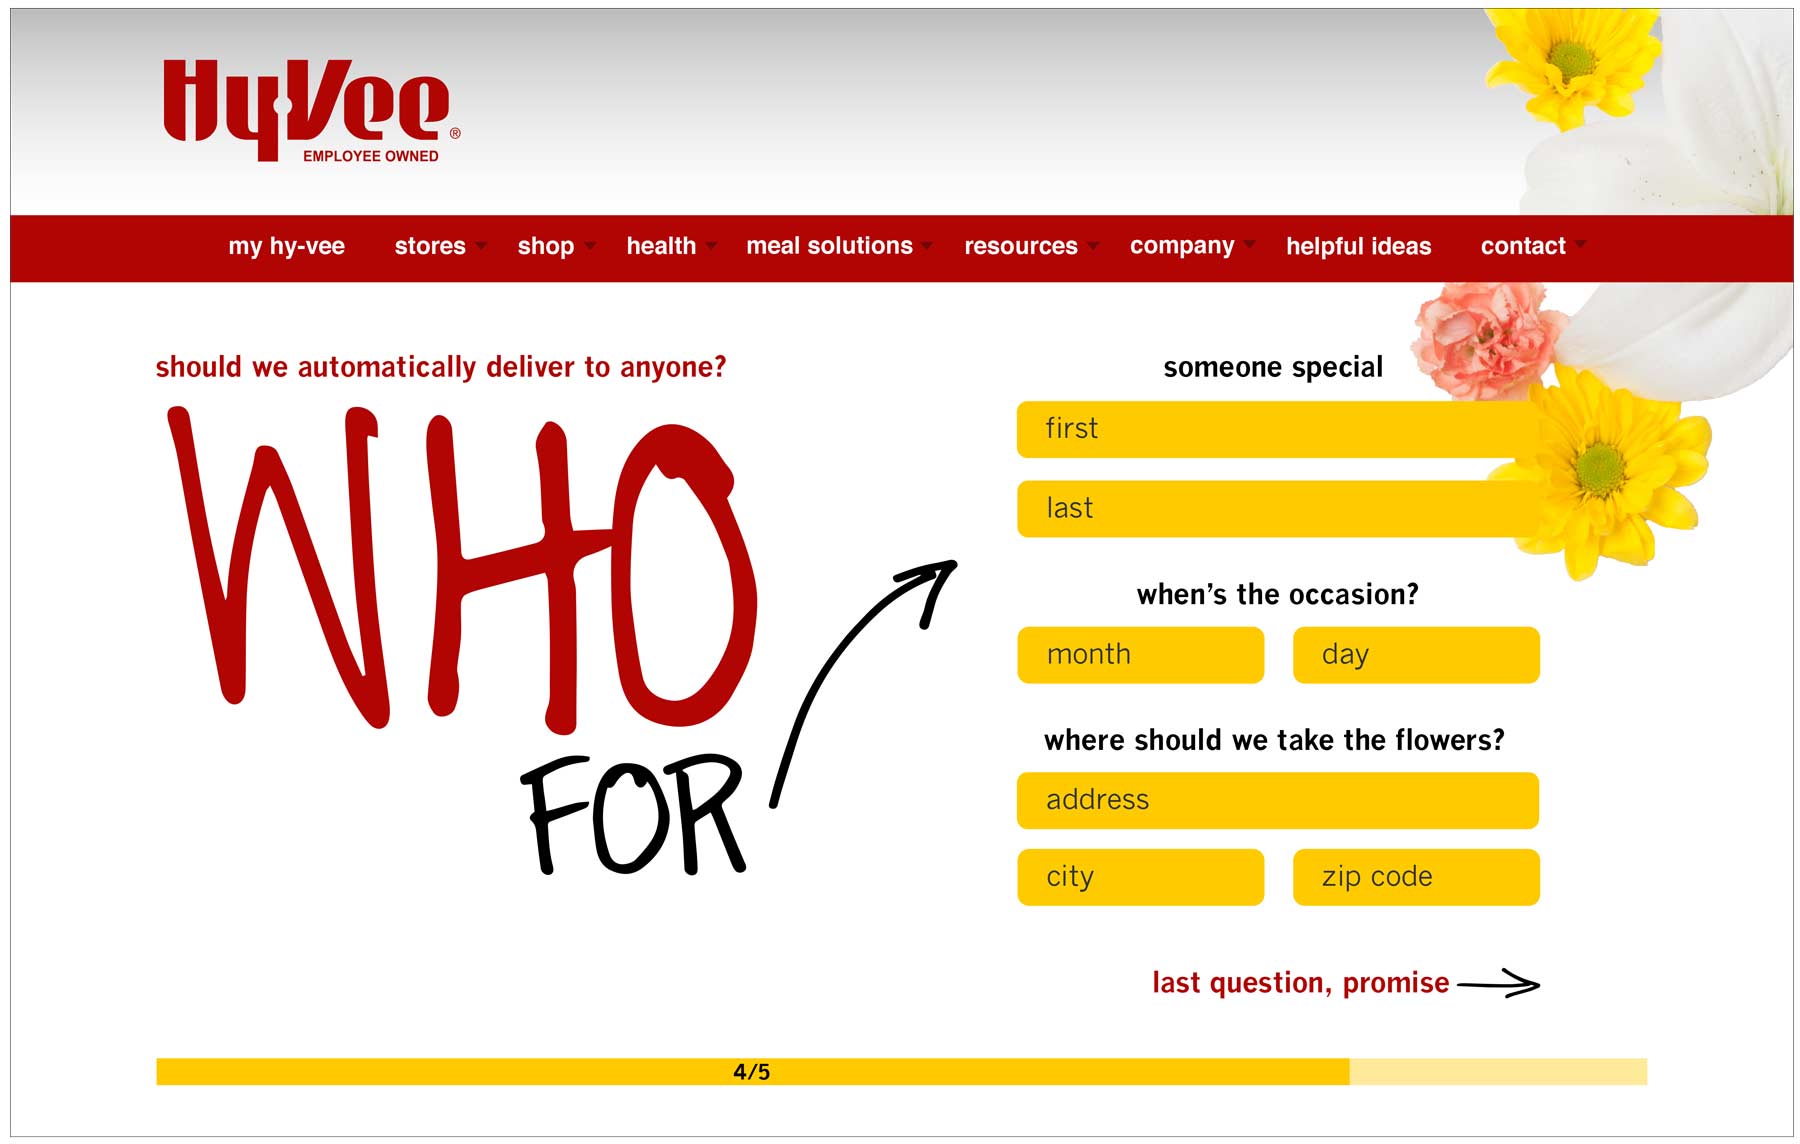 HyVee®
EMPLOYEE OWNED
my hy-vee stores shop health meal solutions resources company helpful ideas contact
should we automatically deliver to anyone?
WHO
FOR
someone special
first
last
when's the occasion?
month day
where should we take the flowers?
address
city zip code
last question, promise
4/5